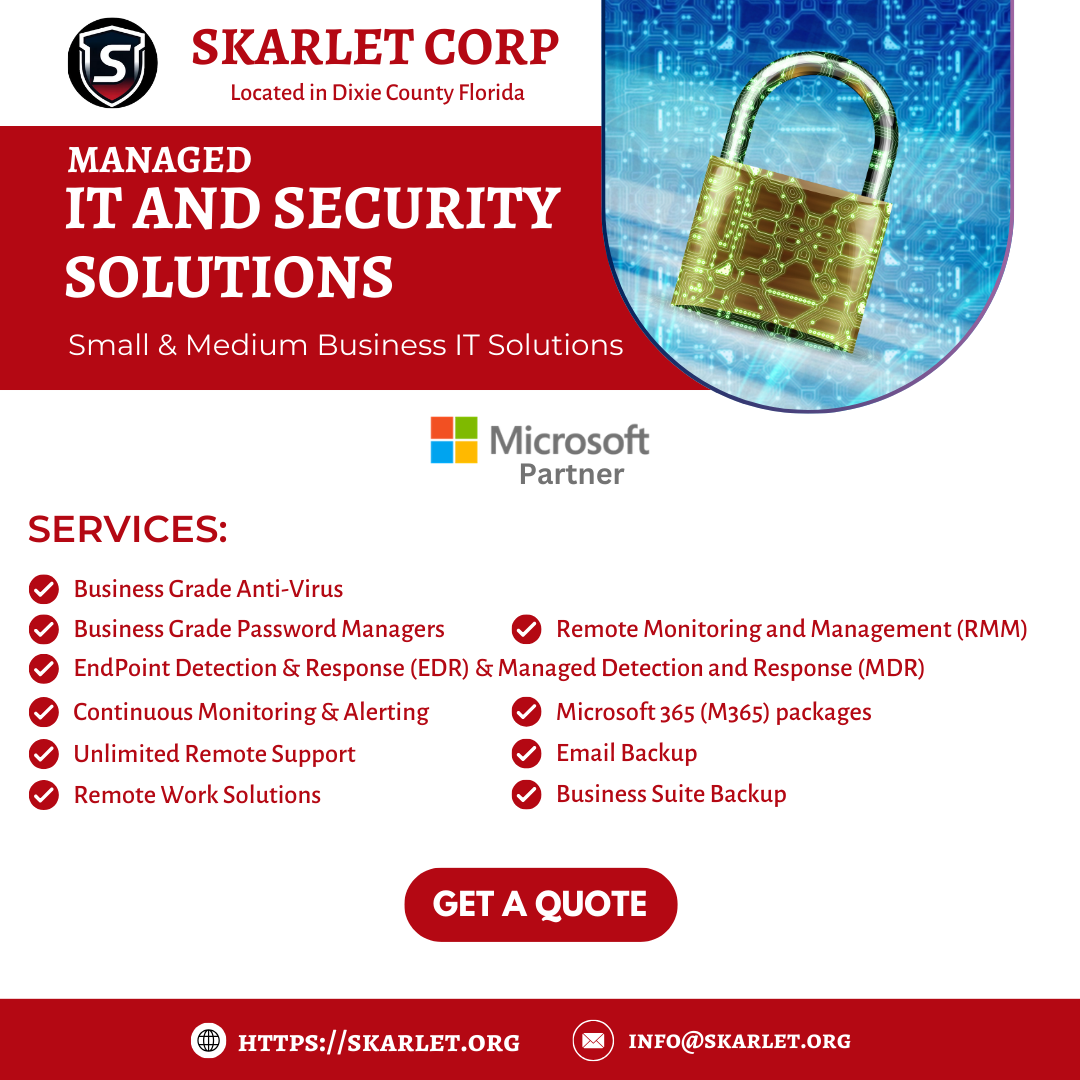 S
SKARLET CORP
Located in Dixie County Florida
MANAGED
IT AND SECURITY
SOLUTIONS
Small & Medium Business IT Solutions
Microsoft
Partner
SERVICES:
Business Grade Anti-Virus
Business Grade Password Managers
Remote Monitoring and Management (RMM)
EndPoint Detection & Response (EDR) & Managed Detection and Response (MDR)
Continuous Monitoring & Alerting
Microsoft 365 (M365) packages
Unlimited Remote Support
Email Backup
Remote Work Solutions
Business Suite Backup
GET A QUOTE
HTTPS://SKARLET.ORG
INFO@SKARLET.ORG